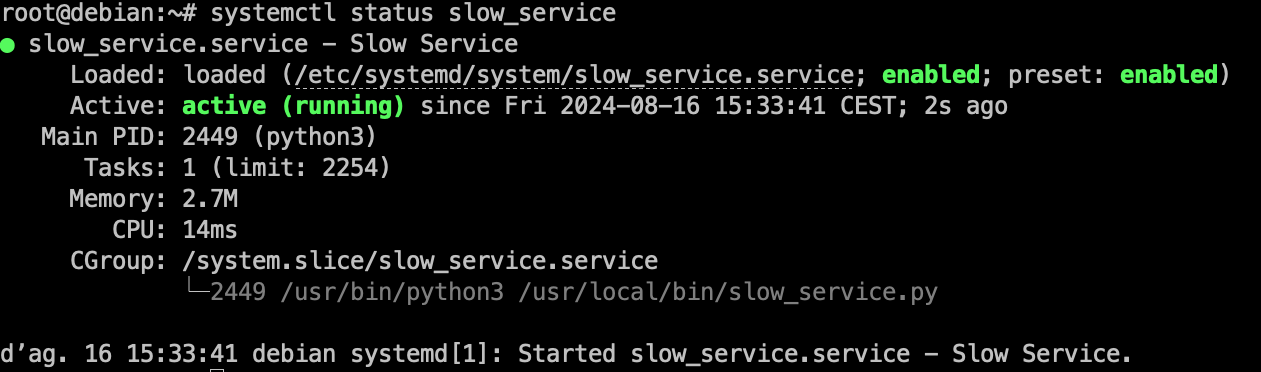 root@debian:~# systemctl status slow_service
● slow_service.service - Slow Service
     Loaded: loaded (/etc/systemd/system/slow_service.service; enabled; preset: enabled)
     Active: active (running) since Fri 2024-08-16 15:33:41 CEST; 2s ago
   Main PID: 2449 (python3)
      Tasks: 1 (limit: 2254)
     Memory: 2.7M
        CPU: 14ms
     CGroup: /system.slice/slow_service.service
             └─2449 /usr/bin/python3 /usr/local/bin/slow_service.py
d’ag. 16 15:33:41 debian systemd[1]: Started slow_service.service - Slow Service.